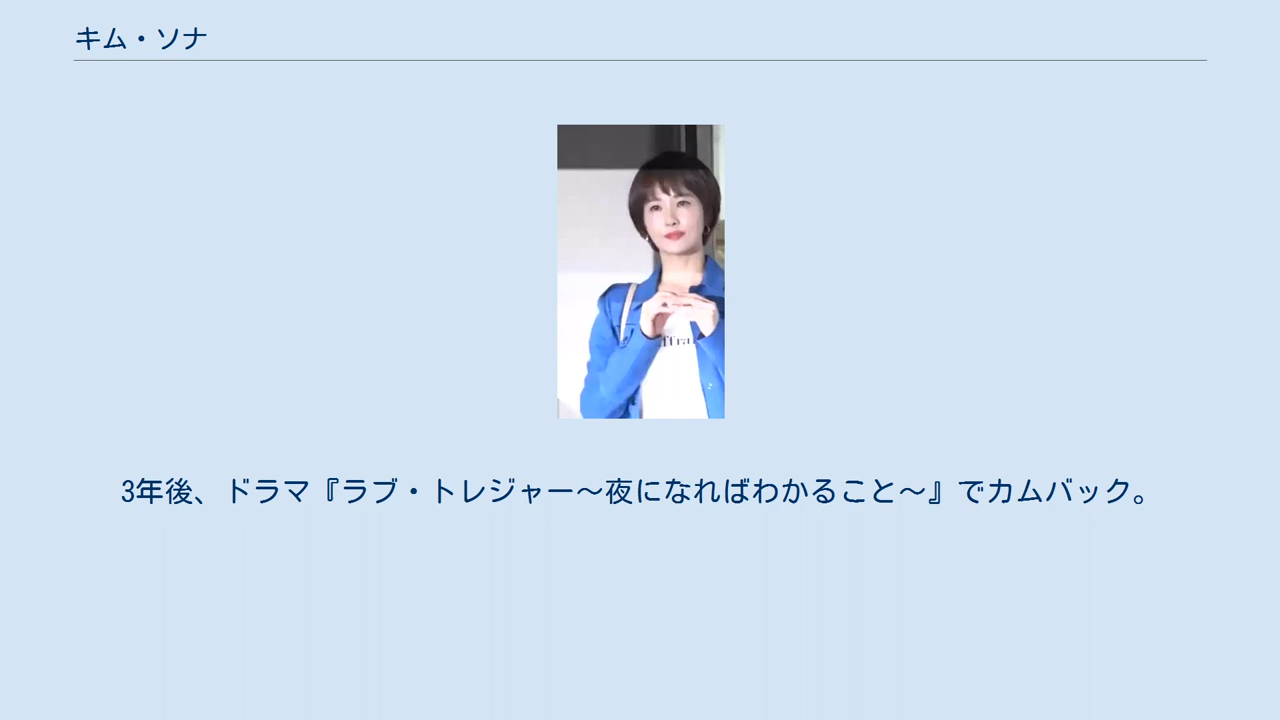 キム・ソナ
ffra
3年後、ドラマ『ラブ・トレジャー～夜になればわかること～』でカムバック。